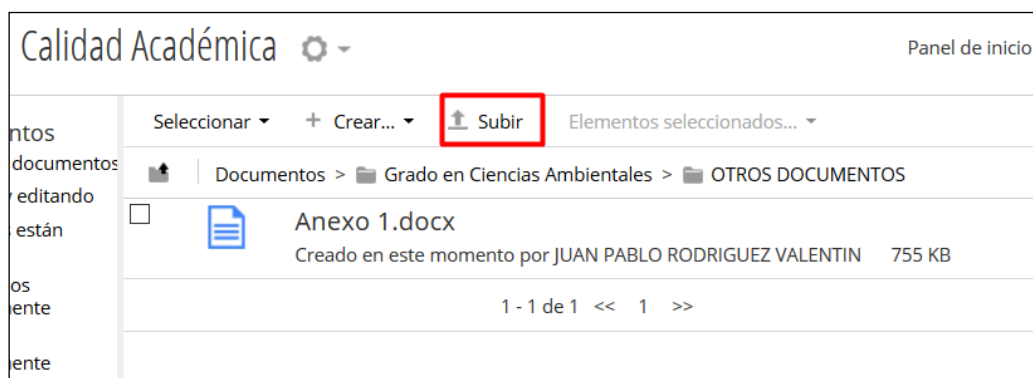 Calidad Académica
Panel de inicio
Seleccionar
+ Crear...
Subir
Elementos seleccionados...
ntos
documentos
editando
están
os
ente
ente
Documentos > Grado en Ciencias Ambientales > OTROS DOCUMENTOS
Anexo 1.docx
Creado en este momento por JUAN PABLO RODRIGUEZ VALENTIN 755 KB
1 - 1 de 1 << 1 >>